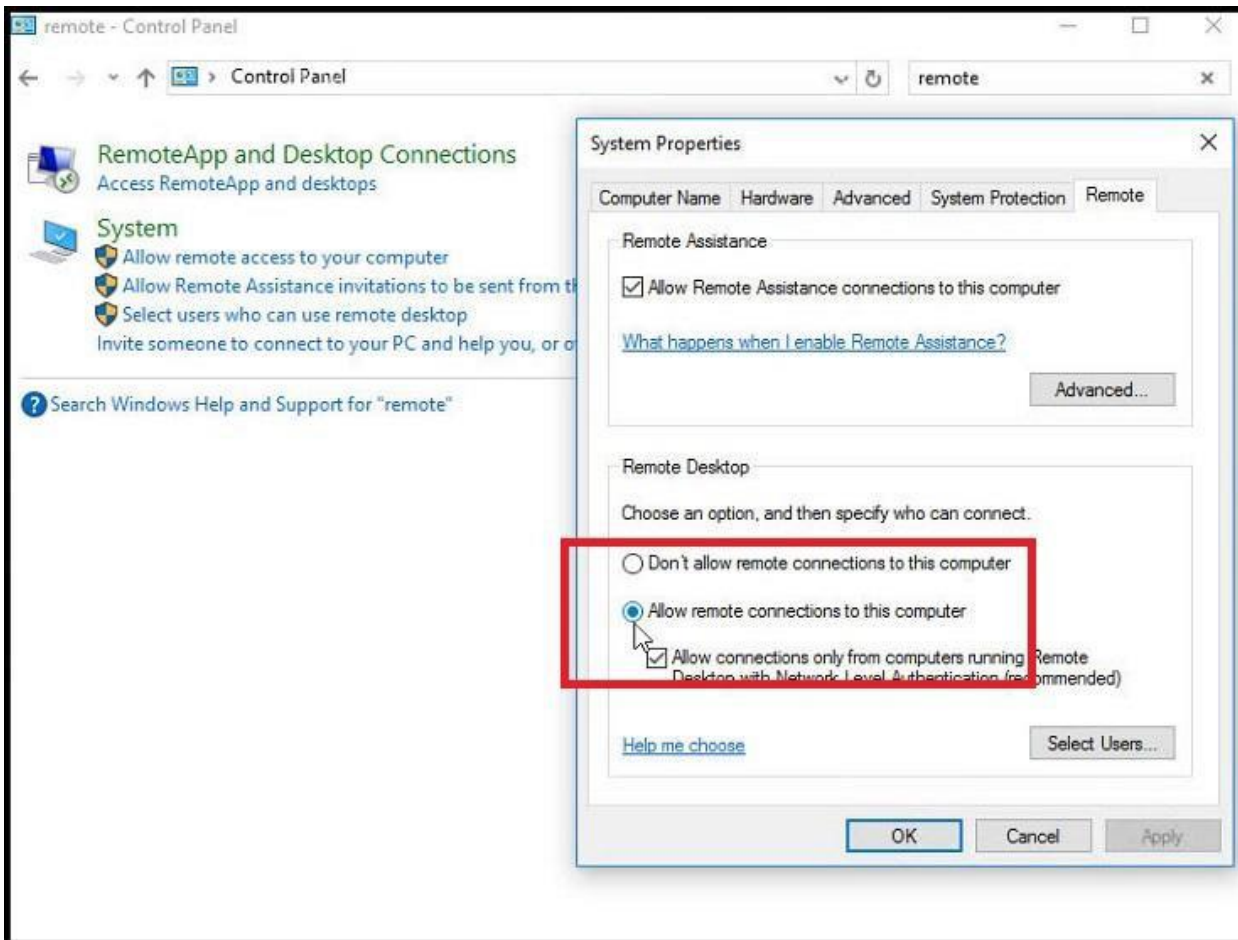 remote - Control Panel
Control Panel
remote
RemoteApp and Desktop Connections
Access RemoteApp and desktops
System
Allow remote access to your computer
Allow Remote Assistance invitations to be sent from
Select users who can use remote desktop
Invite someone to connect to your PC and help you, or
Search Windows Help and Support for "remote"
System Properties
Computer Name Hardware Advanced System Protection Remote
Remote Assistance
Allow Remote Assistance connections to this computer
What happens when I enable Remote Assistance?
Advanced...
Remote Desktop
Choose an option, and then specify who can connect.
Don't allow remote connections to this computer
Allow remote connections to this computer
Allow connections only from computers running Remote
Desktop with Network Level Authentication (recommended)
Help me choose
Select Users...
OK Cancel Apply